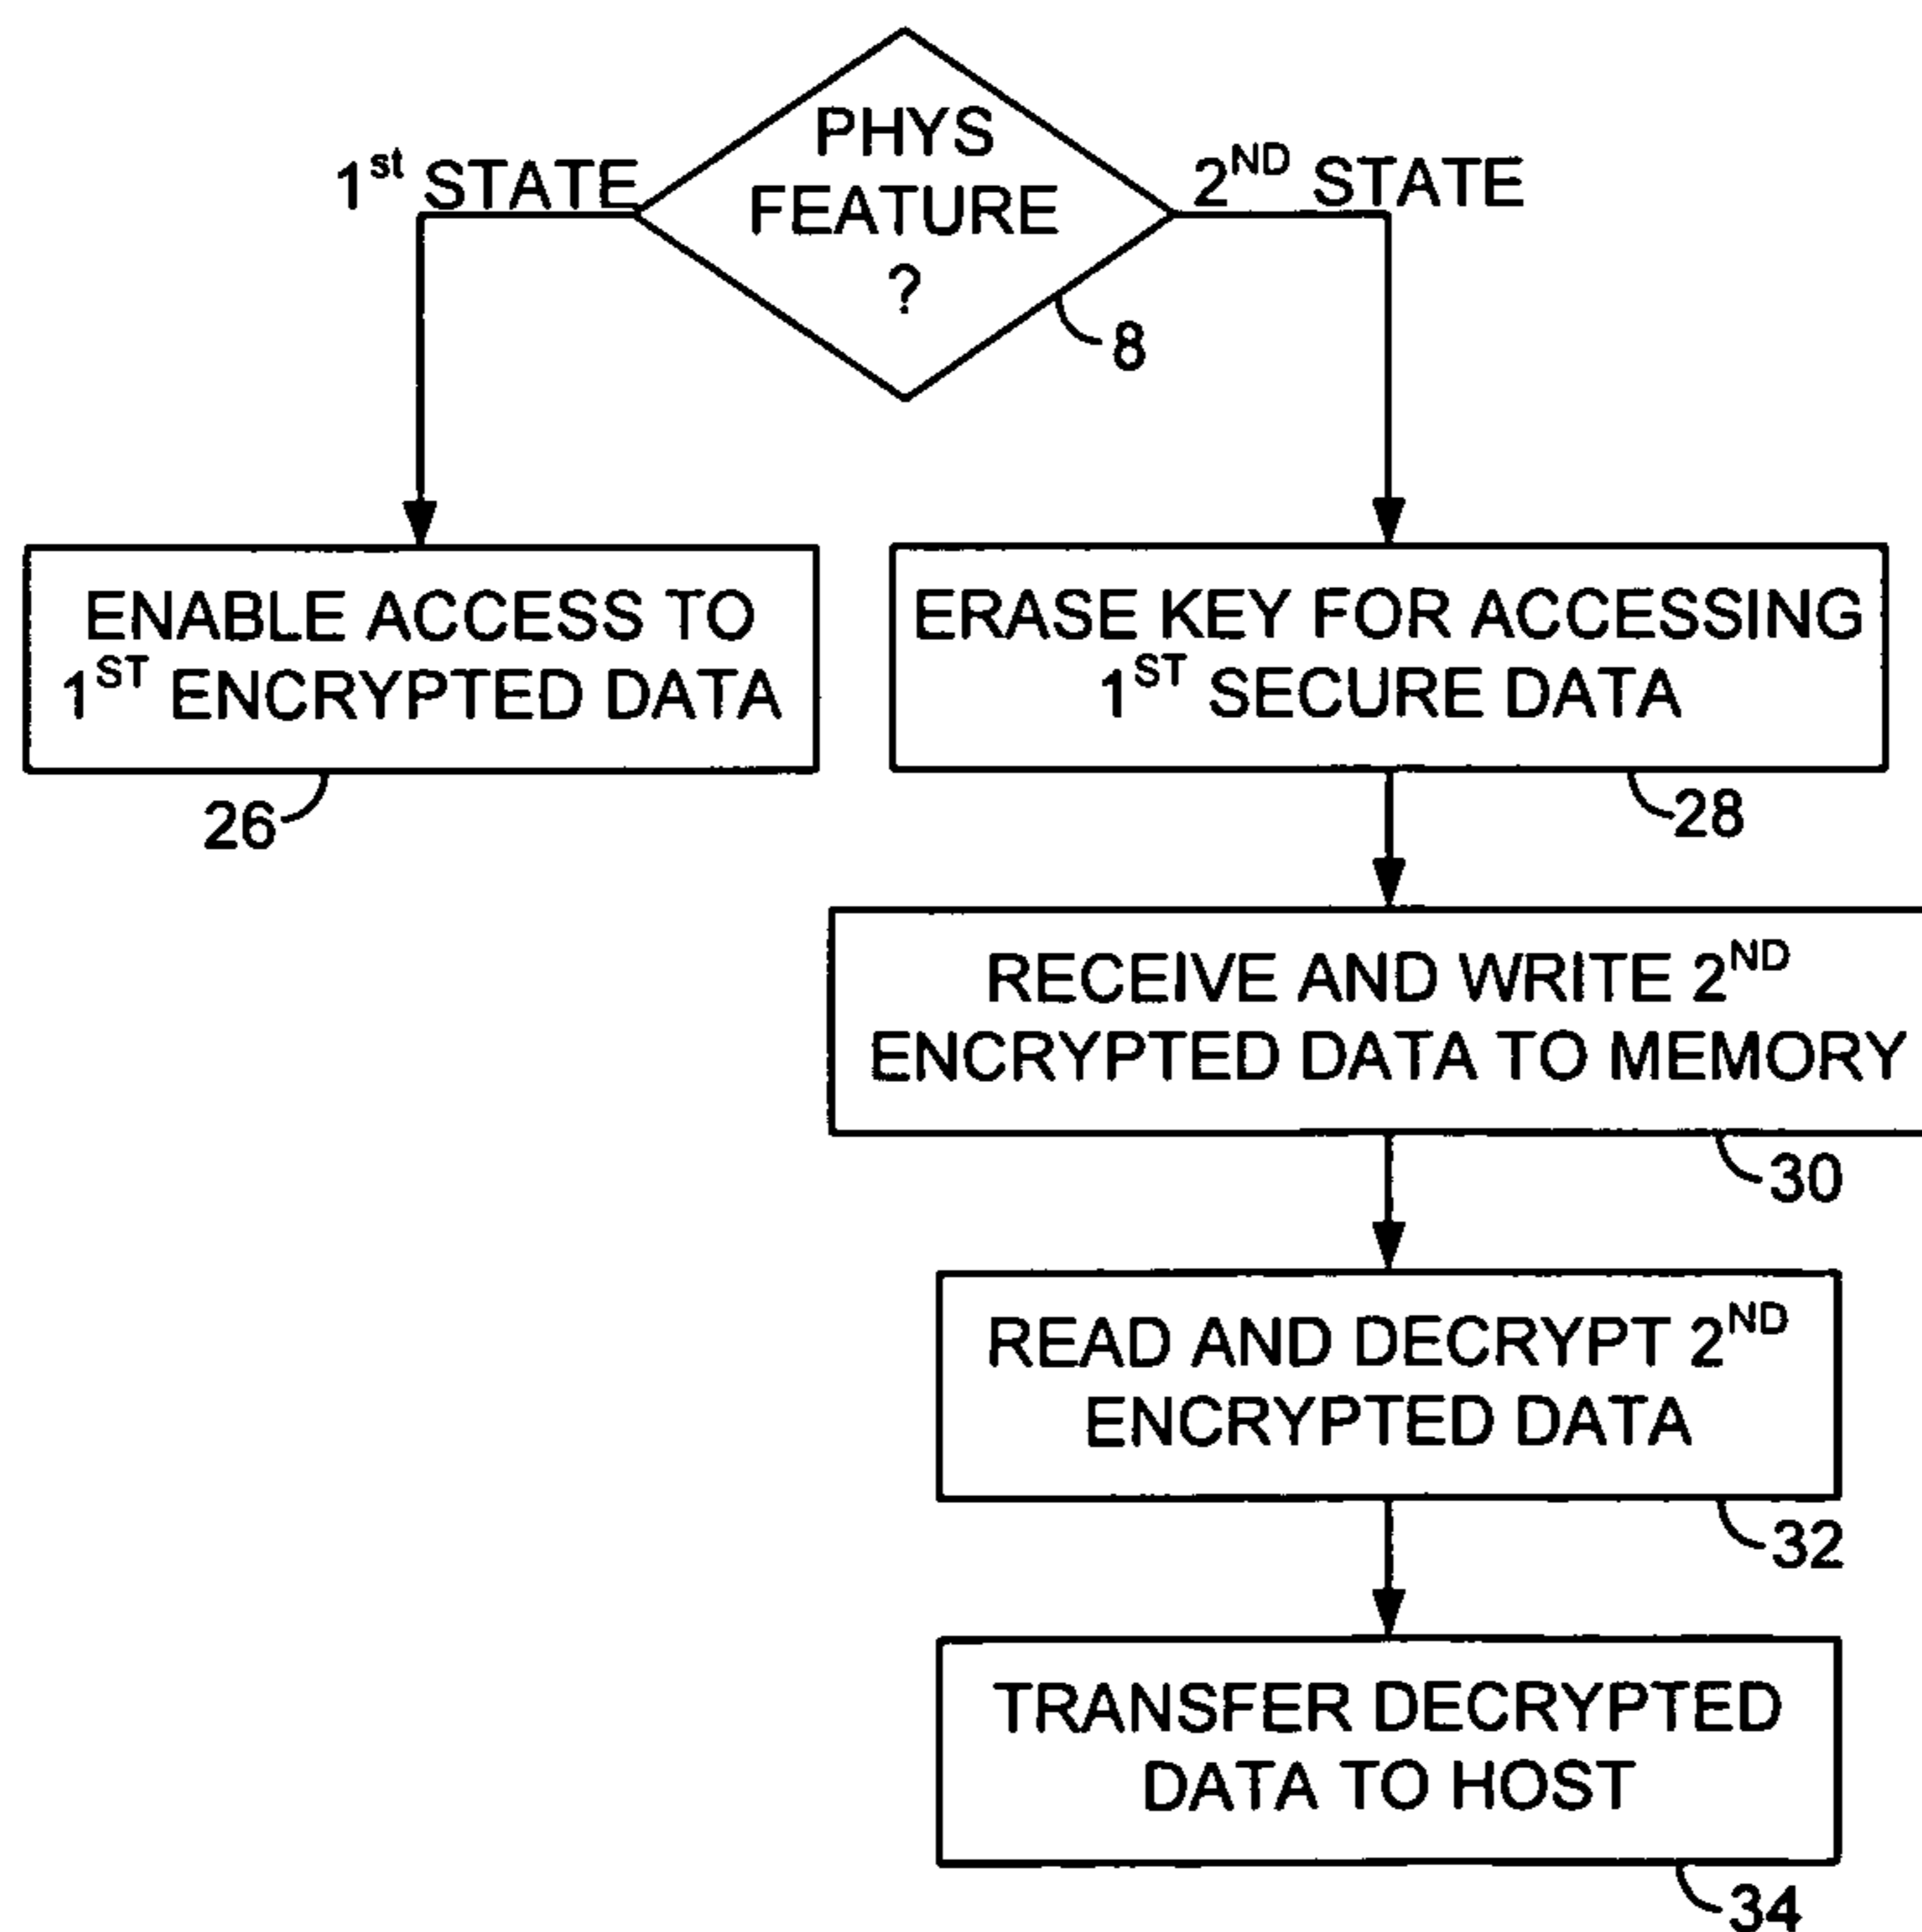 PHYS
FEATURE
?
1st STATE
2ND STATE
8
ENABLE ACCESS TO
1ST ENCRYPTED DATA
26
ERASE KEY FOR ACCESSING
1ST SECURE DATA
28
RECEIVE AND WRITE 2ND
ENCRYPTED DATA TO MEMORY
30
READ AND DECRYPT 2ND
ENCRYPTED DATA
32
TRANSFER DECRYPTED
DATA TO HOST
34